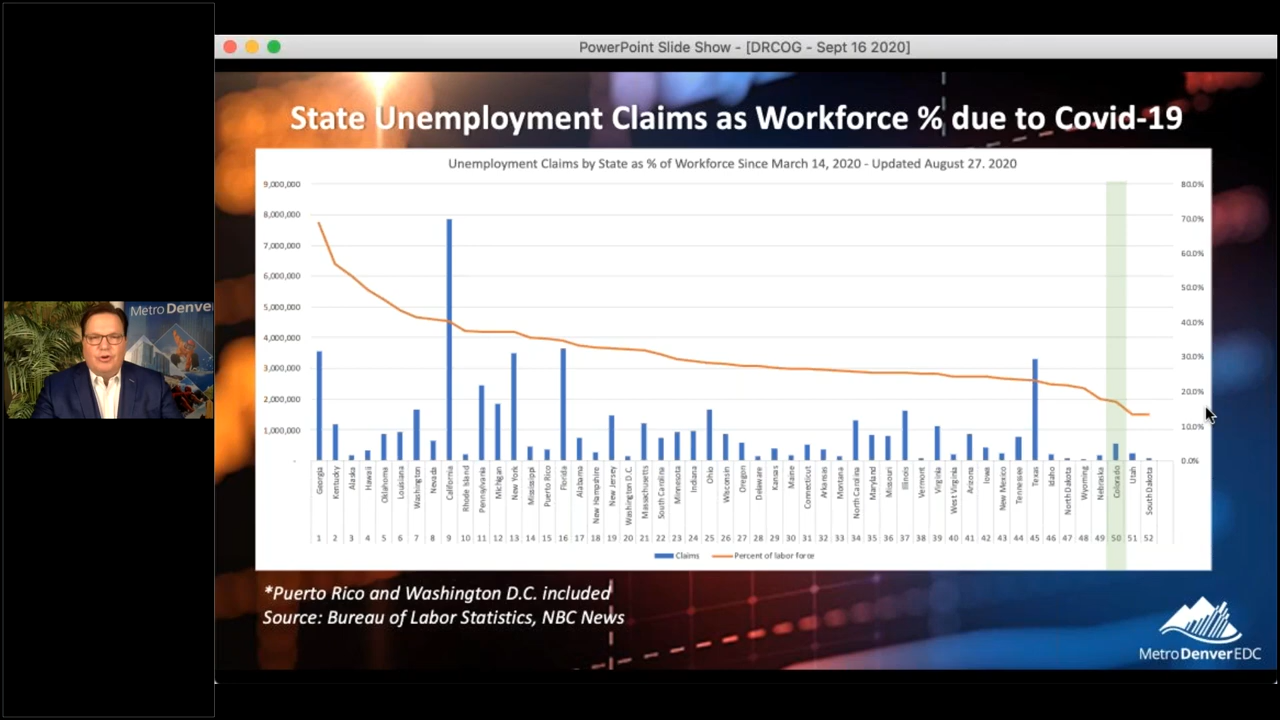 PowerPoint Slide Show - [DRCOG - Sept 16 2020]
State Unemployment Claims as Workforce % due to Covid-19
Unemployment Claims by State as % of Workforce Since March 14, 2020 - Updated August 27. 2020
9,000,000 80.0%
8,000,000 70.0%
7,000,000 60.0%
6,000,000 50.0%
5,000,000
4,000,000 40.0%
3,000,000 30.0%
2,000,000 20.0%
1,000,000 10.0%
- 0.0%
Georgia Kentucky Alaska Hawaii Oklahoma Louisiana Washington Nevada California Rhode Island Pennsylvania Michigan New York Mississippi Puerto Rico Florida Alabama New Hampshire New Jersey Washington D.C. Massachusetts South Carolina Minnesota Indiana Ohio Wisconsin Oregon Delaware Kansas Maine Connecticut Arkansas Montana North Carolina Maryland Missouri Illinois Vermont Virginia West Virginia Arizona Iowa New Mexico Tennessee Texas Idaho North Dakota Wyoming Nebraska Colorado Utah South Dakota
1 2 3 4 5 6 7 8 9 10 11 12 13 14 15 16 17 18 19 20 21 22 23 24 25 26 27 28 29 30 31 32 33 34 35 36 37 38 39 40 41 42 43 44 45 46 47 48 49 50 51 52
Claims Percent of labor force
*Puerto Rico and Washington D.C. included
Source: Bureau of Labor Statistics, NBC News
MetroDenverEDC
Metro Denve